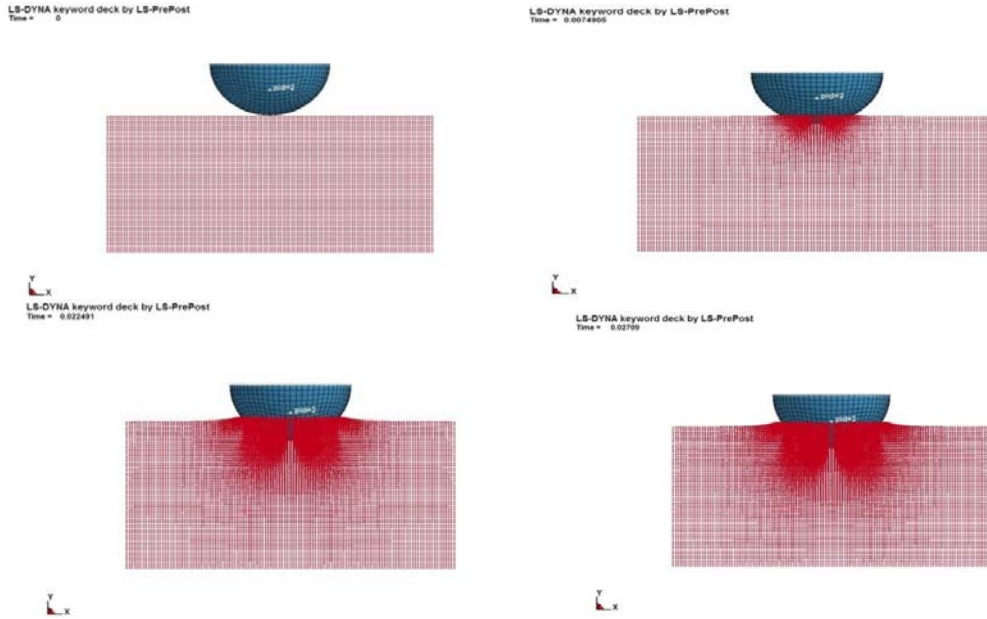 LS-DYNA keyword deck by LS-PrePost
Time = 0
LS-DYNA keyword deck by LS-PrePost
Time = 0.0074905
Y
X
Y
X
LS-DYNA keyword deck by LS-PrePost
Time = 0.022491
LS-DYNA keyword deck by LS-PrePost
Time = 0.02709
Y
X
Y
X